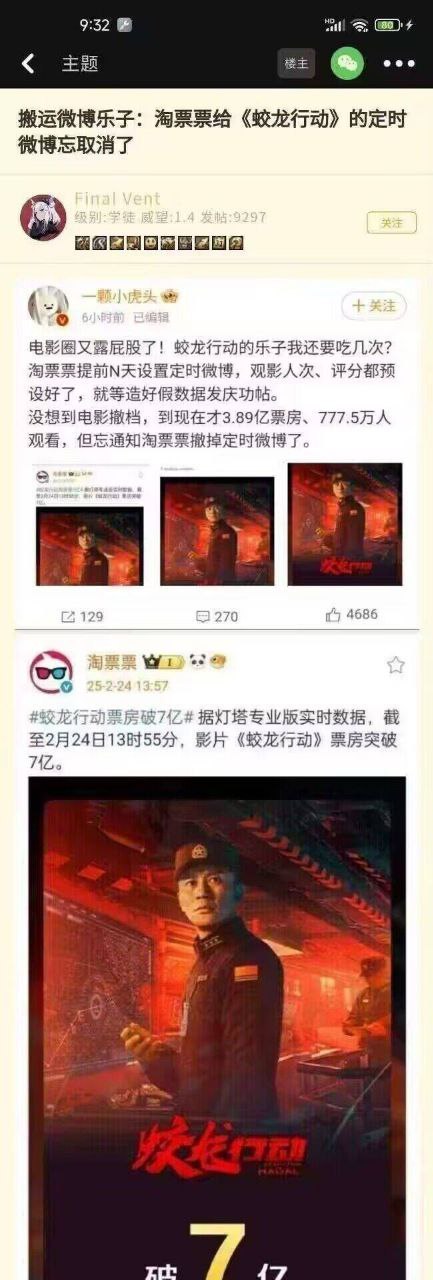 9:32
80
主题
楼主
搬运微博乐子：淘票票给《蛟龙行动》的定时
微博忘取消了
Final Vent
级别:学徒 威望:1.4 发帖:9297
关注
一颗小虎头
6小时前 已编辑
+关注
电影圈又露屁股了！蛟龙行动的乐子我还要吃几次？
淘票票提前N天设置定时微博，观影人次、评分都预
设好了，就等造好假数据发庆功帖。
没想到电影撤档，到现在才3.89亿票房、777.5万人
观看，但忘通知淘票票撤掉定时微博了。
蛟龙行动
129
270
4686
淘票票
I
25-2-24 13:57
#蛟龙行动票房破7亿# 据灯塔专业版实时数据，截
至2月24日13时55分，影片《蛟龙行动》票房突破
7亿。
蛟龙行动
破7亿